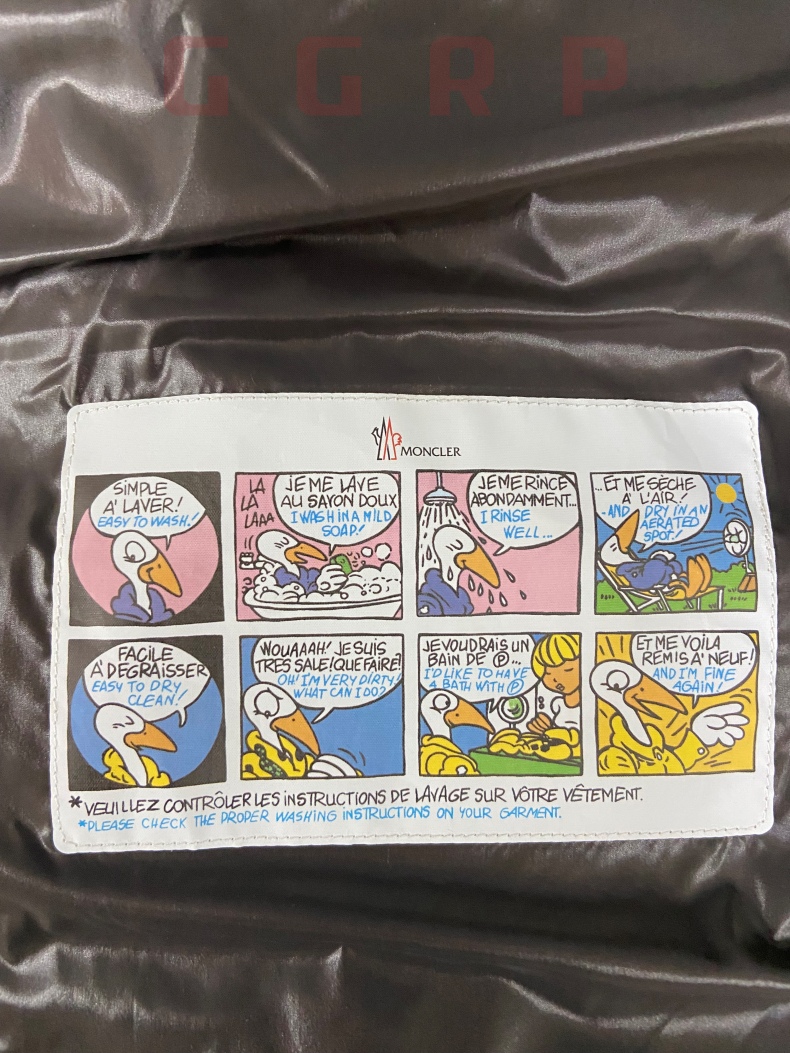 GGRP
MONCLER
SIMPLE
A' LAVER!
EASY TO WASH!
LA
LA
LAAA
JE ME LAVE
AU SAVON DOUX
I WASH IN A MILD
SOAP!
JE ME RINCE
ABONDAMMENT...
I RINSE
WELL...
...ET ME SÈCHE
A' L'AIR!
...AND DRY IN AN
AERATED
SPOT!
FACILE
A' DEGRAISSER
EASY TO DRY
CLEAN!
WOUAAAH! JE SUIS
TRES SALE! QUE FAIRE?
OH! I'M VERY DIRTY!
WHAT CAN I DO?
JE VOUDRAIS UN
BAIN DE Ⓟ...
I'D LIKE TO HAVE
A BATH WITH Ⓟ
ET ME VOILA
REMIS A' NEUF!
AND I'M FINE
AGAIN!
*VEUILLEZ CONTRÔLER LES INSTRUCTIONS DE LAVAGE SUR VÔTRE VÊTEMENT.
*PLEASE CHECK THE PROPER WASHING INSTRUCTIONS ON YOUR GARMENT.